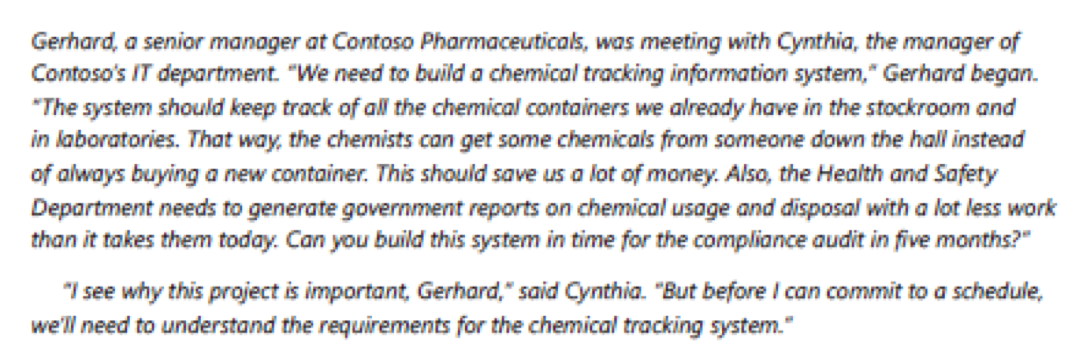 Gerhard, a senior manager at Contoso Pharmaceuticals, was meeting with Cynthia, the manager of
Contoso's IT department. "We need to build a chemical tracking information system," Gerhard began.
"The system should keep track of all the chemical containers we already have in the stockroom and
in laboratories. That way, the chemists can get some chemicals from someone down the hall instead
of always buying a new container. This should save us a lot of money. Also, the Health and Safety
Department needs to generate government reports on chemical usage and disposal with a lot less work
than it takes them today. Can you build this system in time for the compliance audit in five months?"
"I see why this project is important, Gerhard," said Cynthia. "But before I can commit to a schedule,
we'll need to understand the requirements for the chemical tracking system."